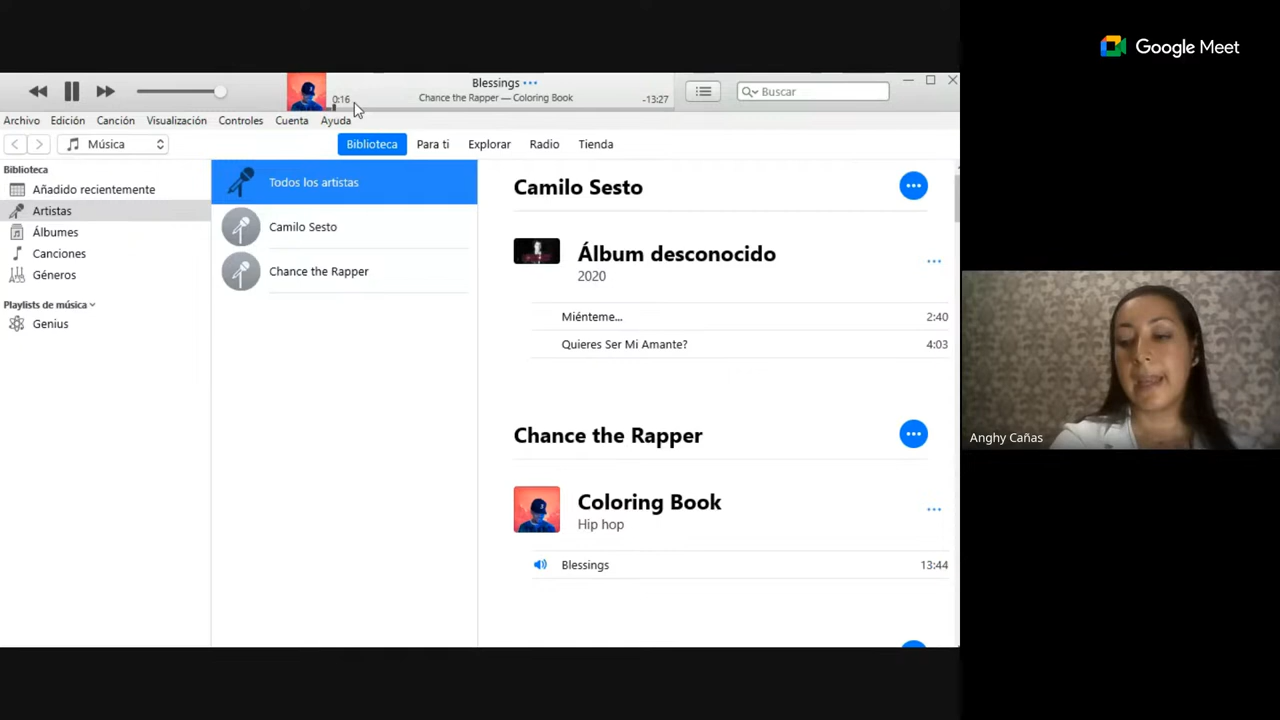 Google Meet
Blessings •••
0:16
Chance the Rapper — Coloring Book
-13:27
Buscar
Archivo Edición Canción Visualización Controles Cuenta Ayuda
Música
Biblioteca Para ti Explorar Radio Tienda
Biblioteca
Añadido recientemente
Artistas
Álbumes
Canciones
Géneros
Playlists de música
Genius
Todos los artistas
Camilo Sesto
Chance the Rapper
Camilo Sesto
Álbum desconocido
2020
Miénteme... 2:40
Quieres Ser Mi Amante? 4:03
Chance the Rapper
Coloring Book
Hip hop
Blessings 13:44
Anghy Cañas